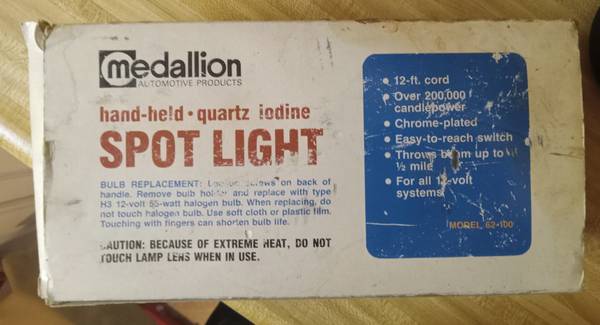 medallion
AUTOMOTIVE PRODUCTS
hand-held • quartz iodine
SPOT LIGHT
BULB REPLACEMENT: screws on back of
handle. Remove bulb holder and replace with type
H3 12-volt 55-watt halogen bulb. When replacing, do
not touch halogen bulb. Use soft cloth or plastic film.
Touching with fingers can shorten bulb life.
CAUTION: BECAUSE OF EXTREME HEAT, DO NOT
TOUCH LAMP LENS WHEN IN USE.
• 12-ft. cord
• Over 200,000
candlepower
• Chrome-plated
• Easy-to-reach switch
• Throws beam up to
½ mile
• For all 12-volt
systems
MODEL 62-100